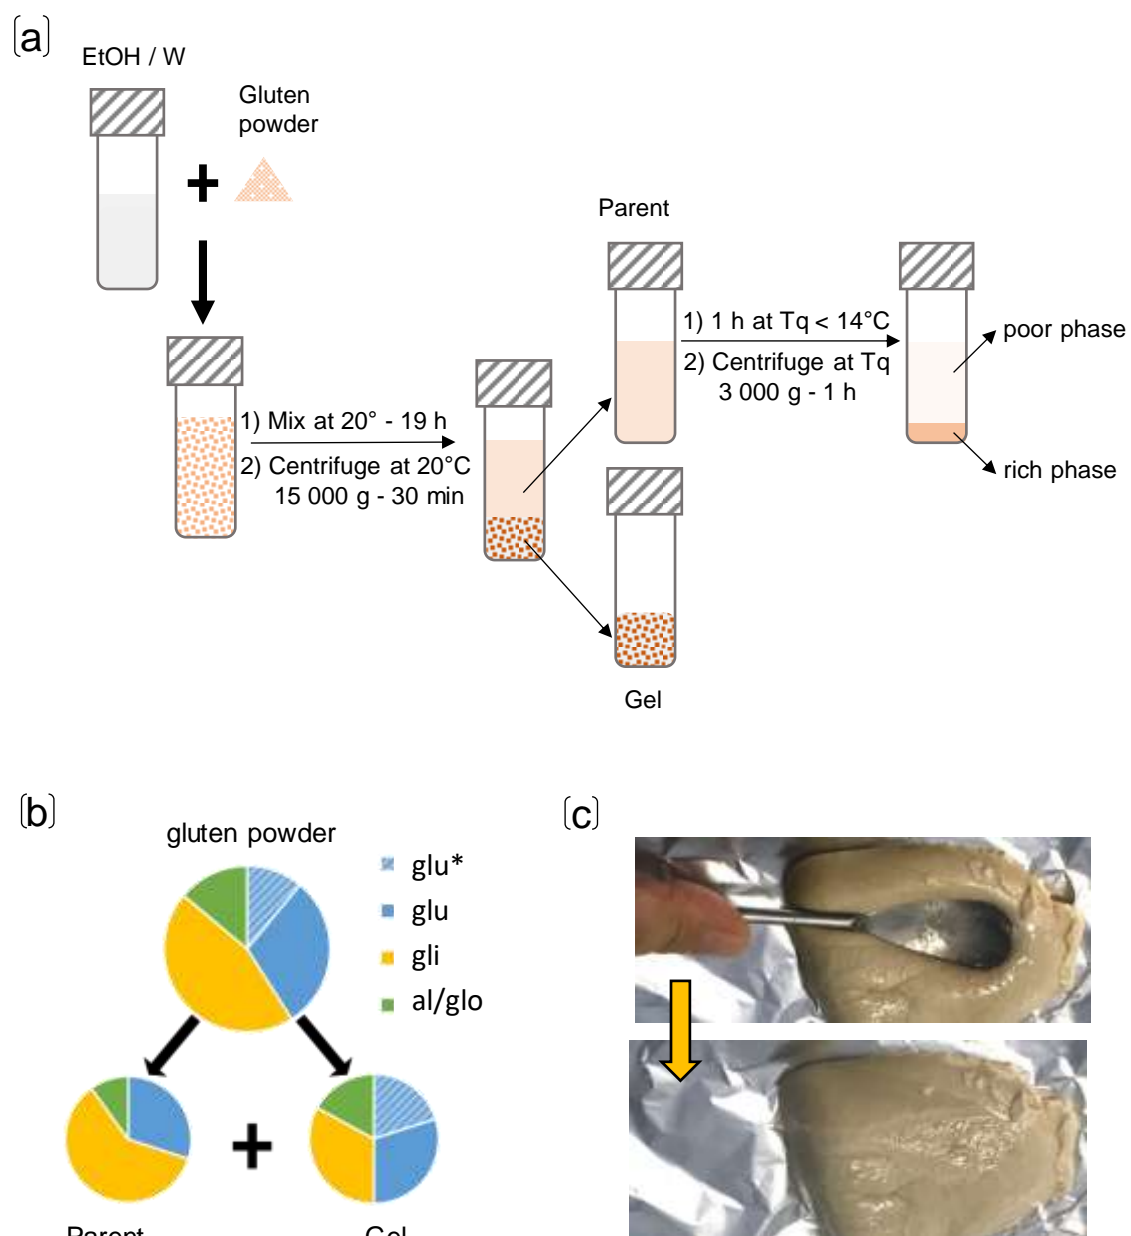 (a)
EtOH / W
Gluten
powder
Parent
1) 1 h at Tq < 14°C
2) Centrifuge at Tq
3 000 g - 1 h
poor phase
rich phase
1) Mix at 20° - 19 h
2) Centrifuge at 20°C
15 000 g - 30 min
Gel
(b)
gluten powder
glu*
glu
gli
al/glo
Parent
Gel
(c)